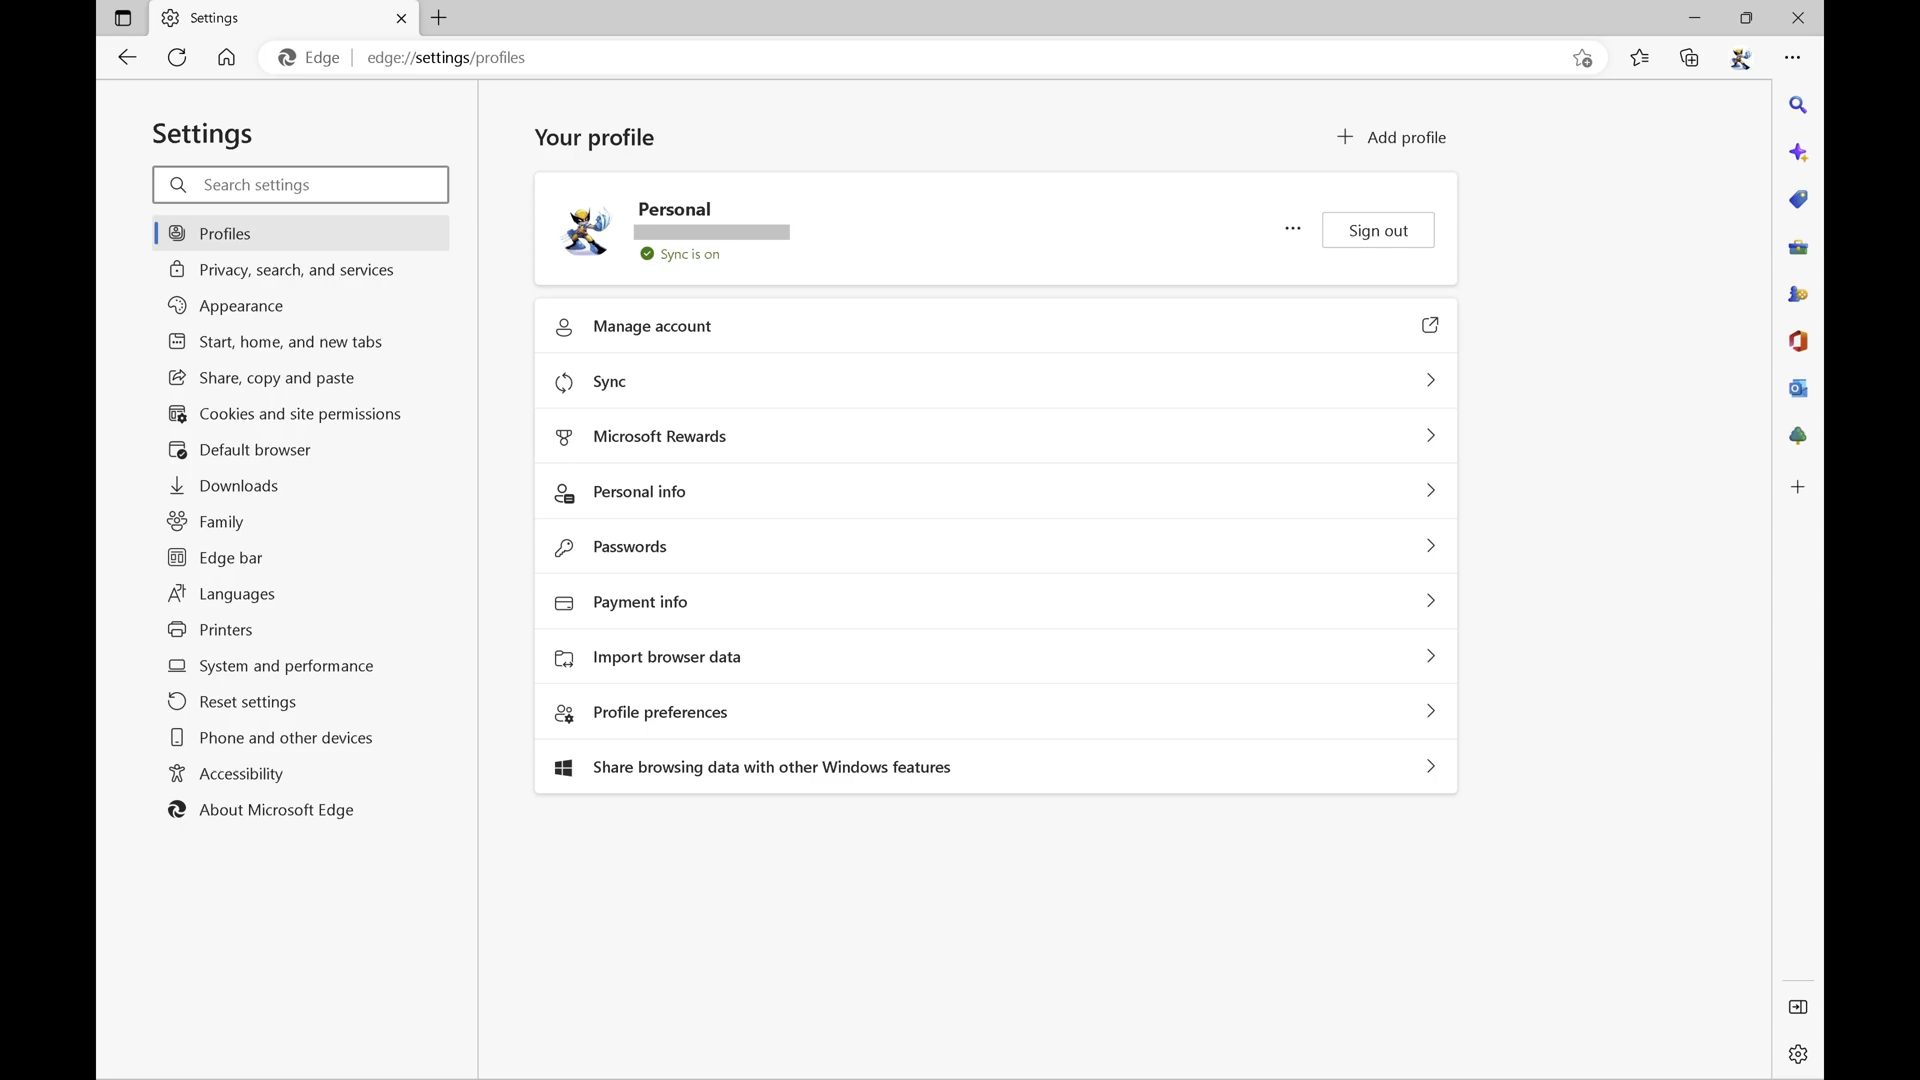 Settings
Edge
edge://settings/profiles
Settings
Search settings
Profiles
Privacy, search, and services
Appearance
Start, home, and new tabs
Share, copy and paste
Cookies and site permissions
Default browser
Downloads
Family
Edge bar
Languages
Printers
System and performance
Reset settings
Phone and other devices
Accessibility
About Microsoft Edge
Your profile
Add profile
Personal
Sync is on
Sign out
Manage account
Sync
Microsoft Rewards
Personal info
Passwords
Payment info
Import browser data
Profile preferences
Share browsing data with other Windows features